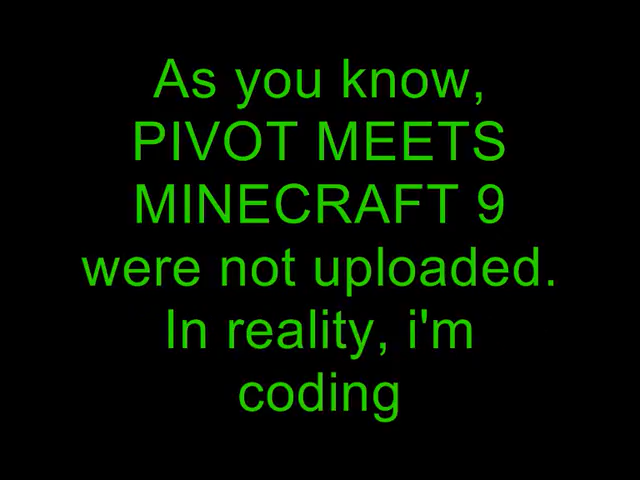 As you know,
PIVOT MEETS
MINECRAFT 9
were not uploaded.
In reality, i'm
coding